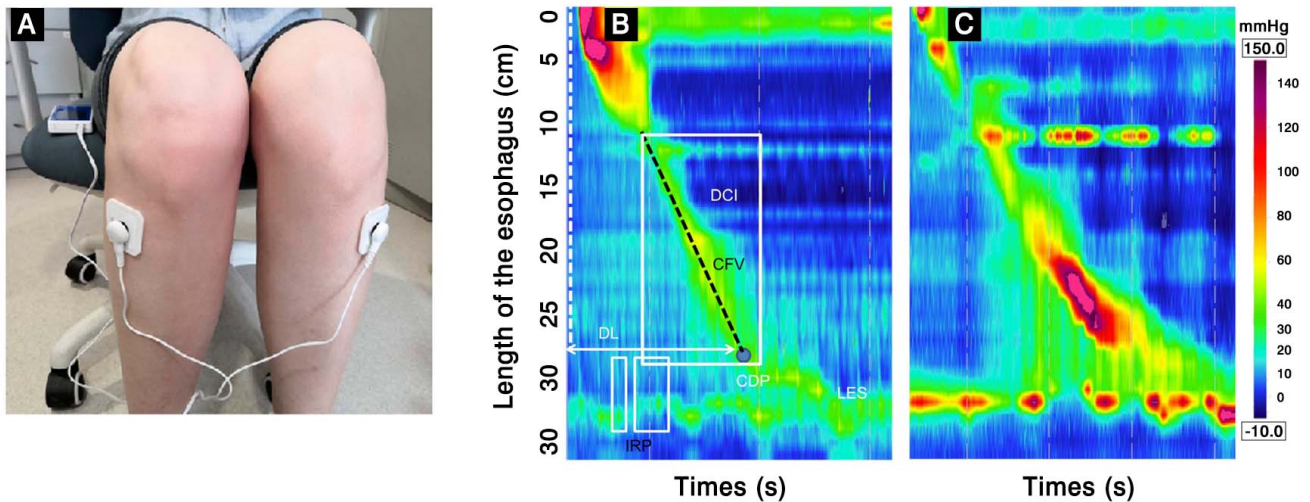 A
B
C
mmHg
150.0
140
120
100
80
60
40
30
20
10
0
-10.0
Length of the esophagus (cm)
0
5
10
15
20
25
30
30
DCI
CFV
DL
CDP
LES
IRP
Times (s)
Times (s)